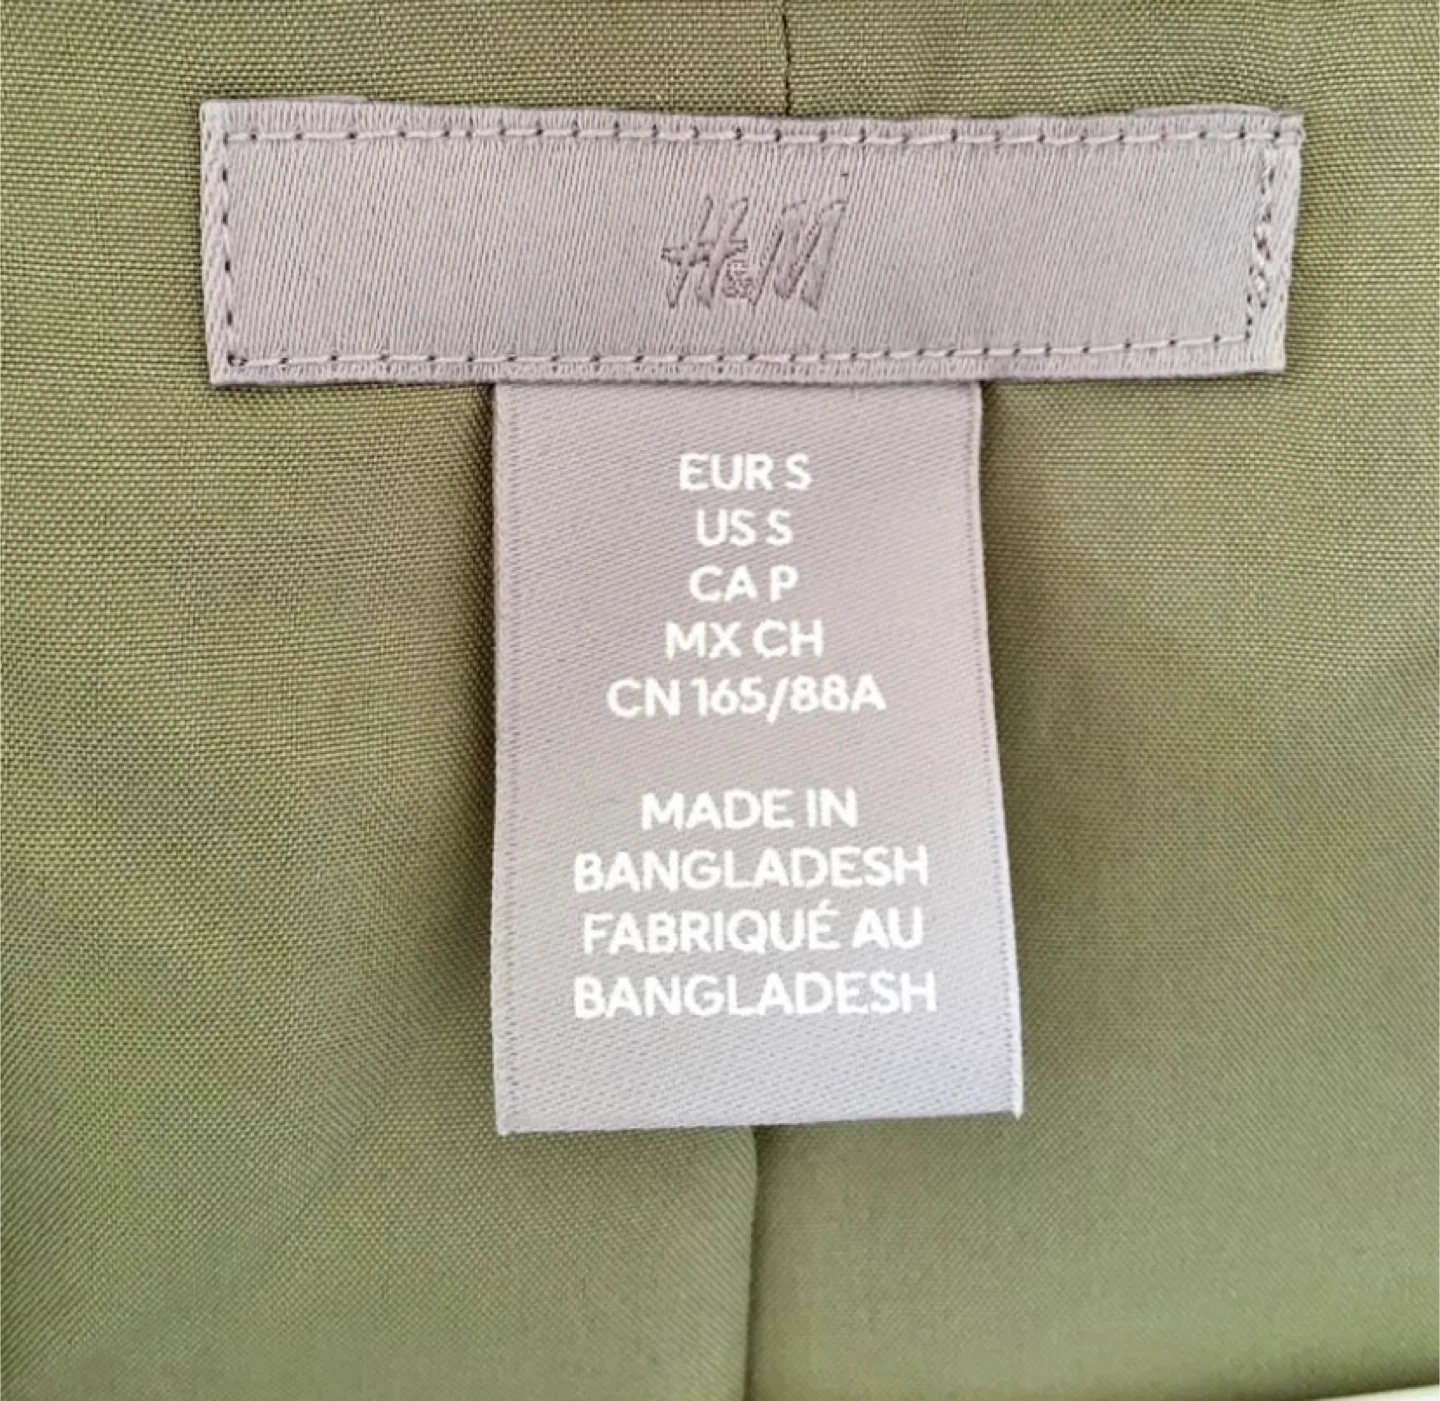 H&M
EUR S
US S
CA P
MX CH
CN 165/88A
MADE IN
BANGLADESH
FABRIQUÉ AU
BANGLADESH